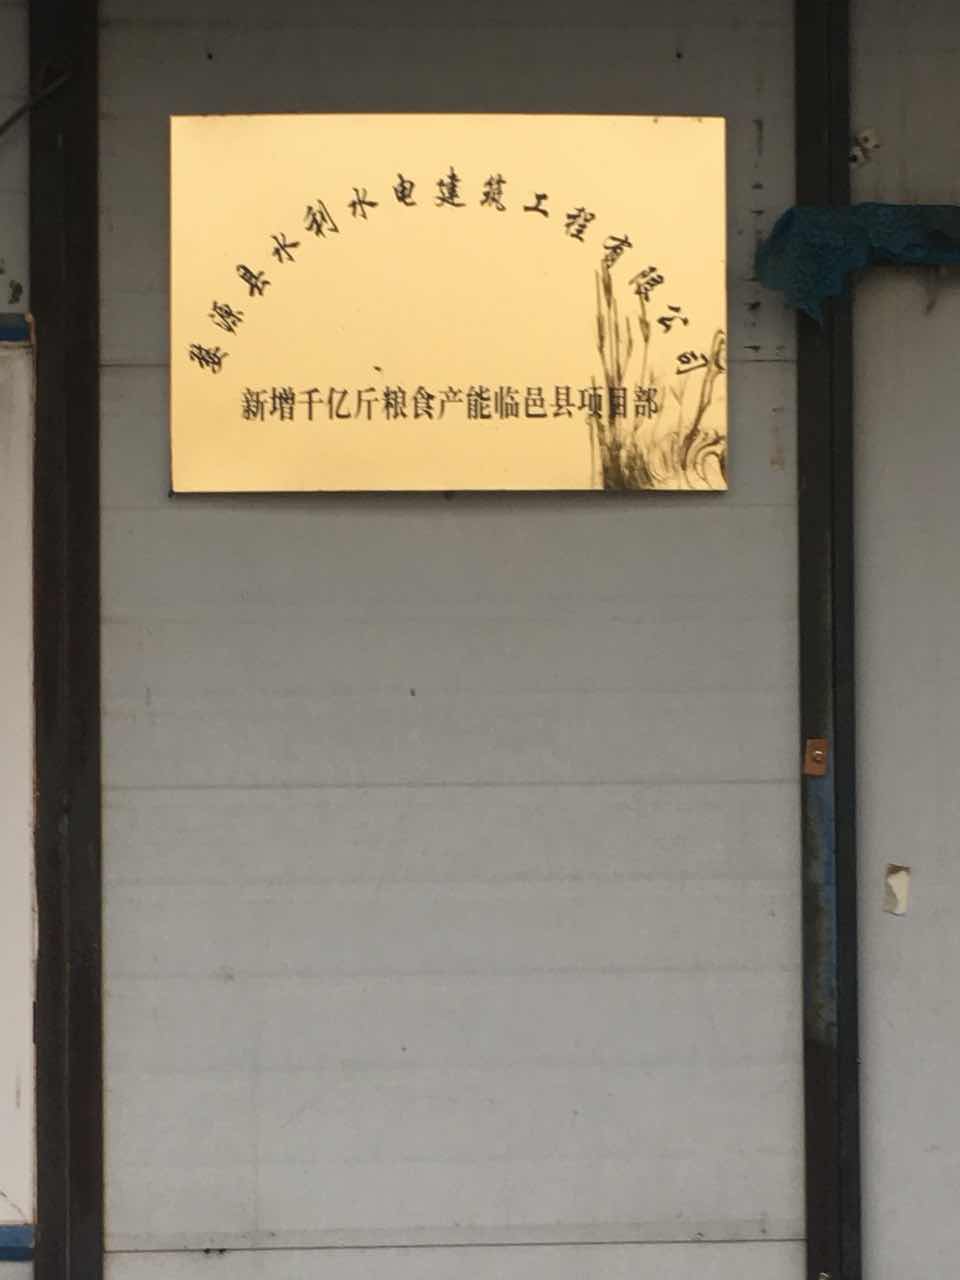 婺源县水利水电建筑工程有限公司
新增千亿斤粮食产能临邑县项目部